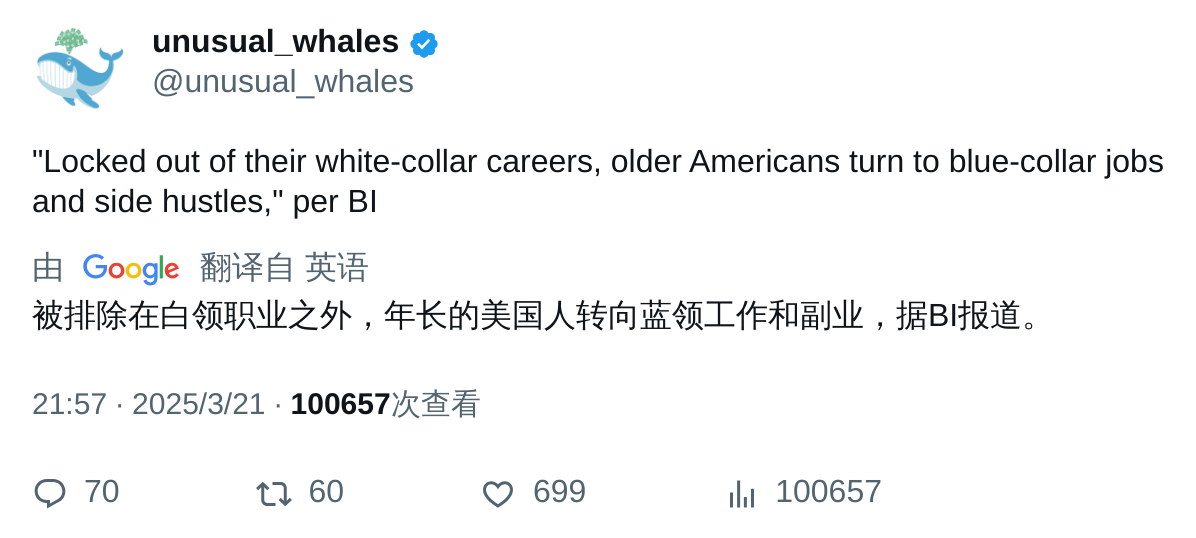 unusual_whales
@unusual_whales
"Locked out of their white-collar careers, older Americans turn to blue-collar jobs
and side hustles," per BI
由 Google 翻译自 英语
被排除在白领职业之外，年长的美国人转向蓝领工作和副业，据BI报道。
21:57 · 2025/3/21 · 100657次查看
70 60 699 100657